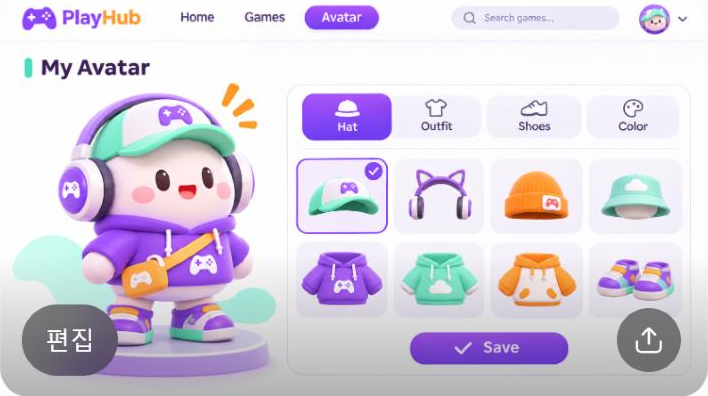 PlayHub
Home
Games
Avatar
Search games...
My Avatar
Hat
Outfit
Shoes
Color
Save
편집